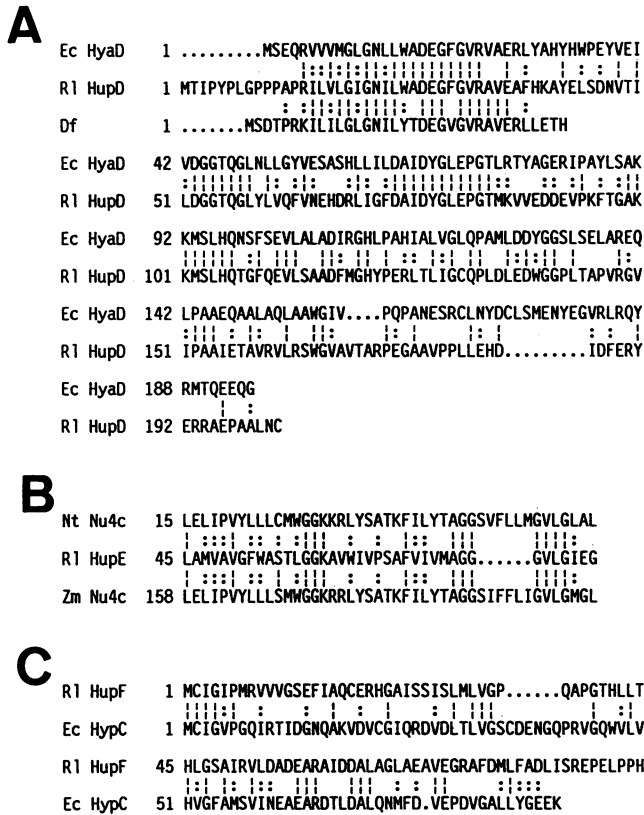 A
Ec HyaD 1 .........MSEQRVVVMGLGNLLWADEGFGVRVAERLYAHYHWPEYVEI
Rl HupD 1 MTIPYPLGPPPAPRILVLGIGNILWADEGFGVRAVEAFHKAYELSDNVTI
Df 1 .......MSDTPRKILILGLGNILYTDEGVGVRAVERLLETH
Ec HyaD 42 VDGGTQGLNLLGYVESASHLLILDAIDYGLEPGTLRTYAGERIPAYLSAK
Rl HupD 51 LDGGTQGLYLVQFVNEHDRLIGFDAIDYGLEPGTMKVVEDDEVPKFTGAK
Ec HyaD 92 KMSLHQNSFSEVLALADIRGHLPAHIALVGLQPAMLDDYGGSLSELAREQ
Rl HupD 101 KMSLHQTGFQEVLSAADFMGHYPERLTLIGCQPLDLEDWGGPLTAPVRGV
Ec HyaD 142 LPAAEQAALAQLAAWGIV....PQPANESRCLNYDCLSMENYEGVRLRQY
Rl HupD 151 IPAAIETAVRVLRSWGVAVTARPEGAAVPPLLEHD.........IDFERY
Ec HyaD 188 RMTQEEQG
Rl HupD 192 ERRAEPAALNC
B
Nt Nu4c 15 LELIPVYLLLCMWGGKKRLYSATKFILYTAGGSVFLLMGVLGLAL
Rl HupE 45 LAMVAVGFWASTLGGKAVWIVPSAFVIVMAGG......GVLGIEG
Zm Nu4c 158 LELIPVYLLLSMWGGKRRLYSATKFILYTAGGSIFFLIGVLGMGL
C
Rl HupF 1 MCIGIPMRVVVGSEFIAQCERHGAISSISLMLVGP......QAPGTHLLT
Ec HypC 1 MCIGVPGQIRTIDGNQAKVDVCGIQRDVDLTLVGSCDENGQPRVGQWVLV
Rl HupF 45 HLGSAIRVLDADEARAIDDALAGLAEAVEGRAFDMLFADLISREPELPPH
Ec HypC 51 HVGFAMSVINEAEARDTLDALQNMFD.VEPDVGALLYGEEK